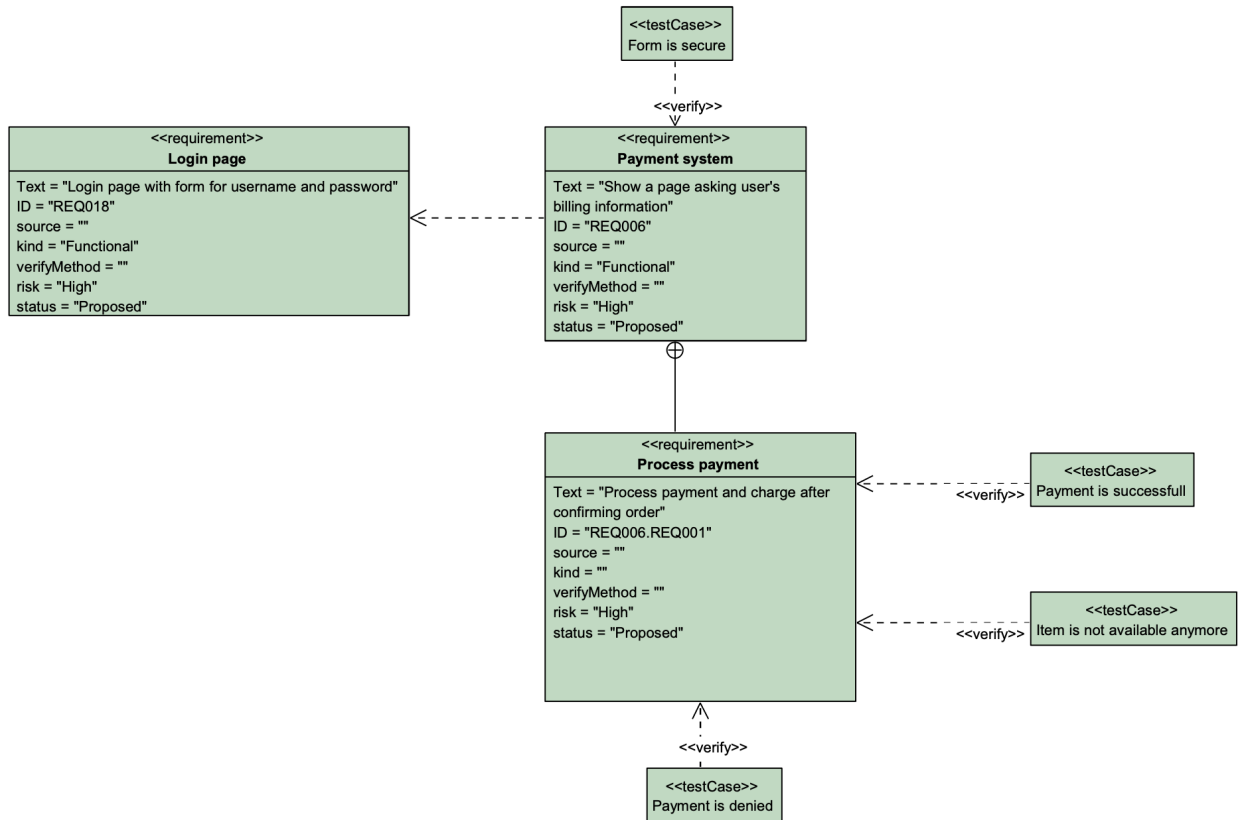 <<testCase>>
Form is secure
<<verify>>
<<requirement>>
Login page
Text = "Login page with form for username and password"
ID = "REQ018"
source = ""
kind = "Functional"
verifyMethod = ""
risk = "High"
status = "Proposed"
<<requirement>>
Payment system
Text = "Show a page asking user's
billing information"
ID = "REQ006"
source = ""
kind = "Functional"
verifyMethod = ""
risk = "High"
status = "Proposed"
<<requirement>>
Process payment
Text = "Process payment and charge after
confirming order"
ID = "REQ006.REQ001"
source = ""
kind = ""
verifyMethod = ""
risk = "High"
status = "Proposed"
<<verify>>
<<testCase>>
Payment is successfull
<<verify>>
<<testCase>>
Item is not available anymore
<<verify>>
<<testCase>>
Payment is denied